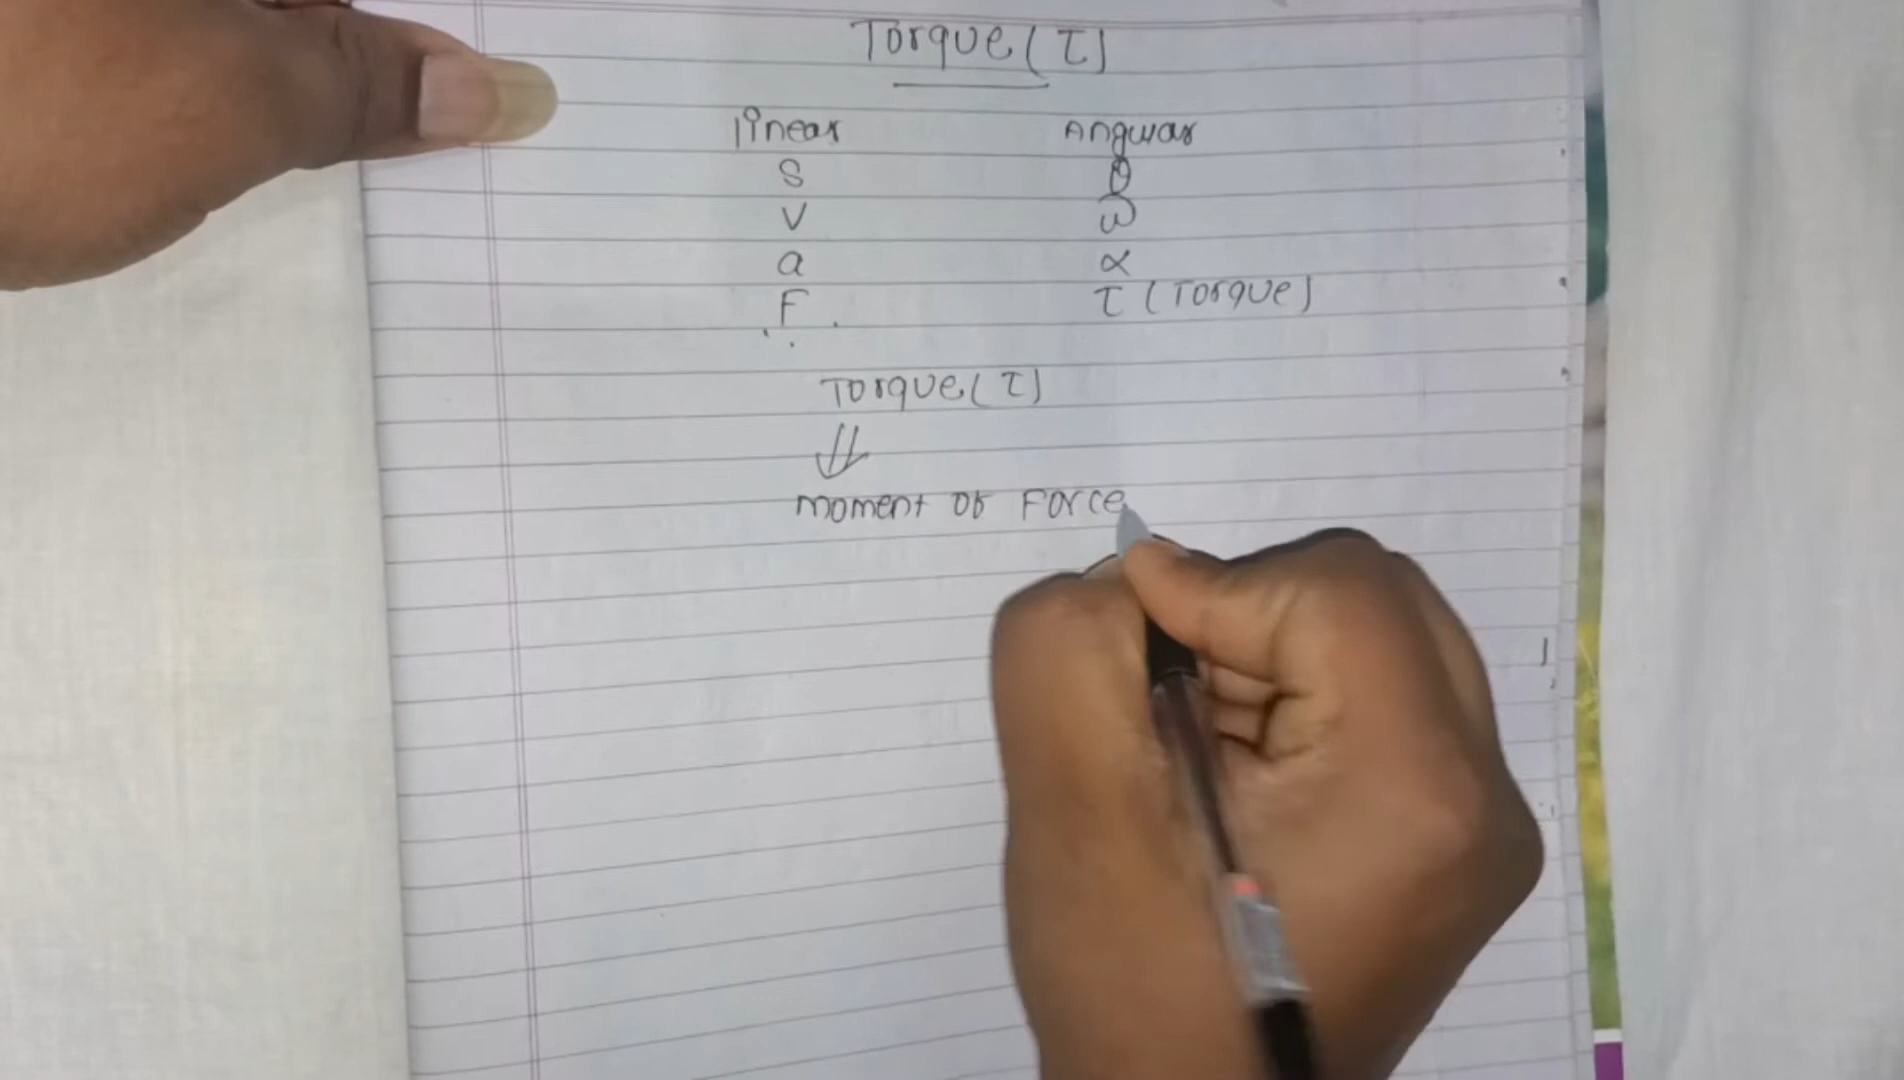 Torque (τ)
linear Angular
S θ
V ω
a α
F τ (Torque)
Torque (τ)
⇓
moment of Force